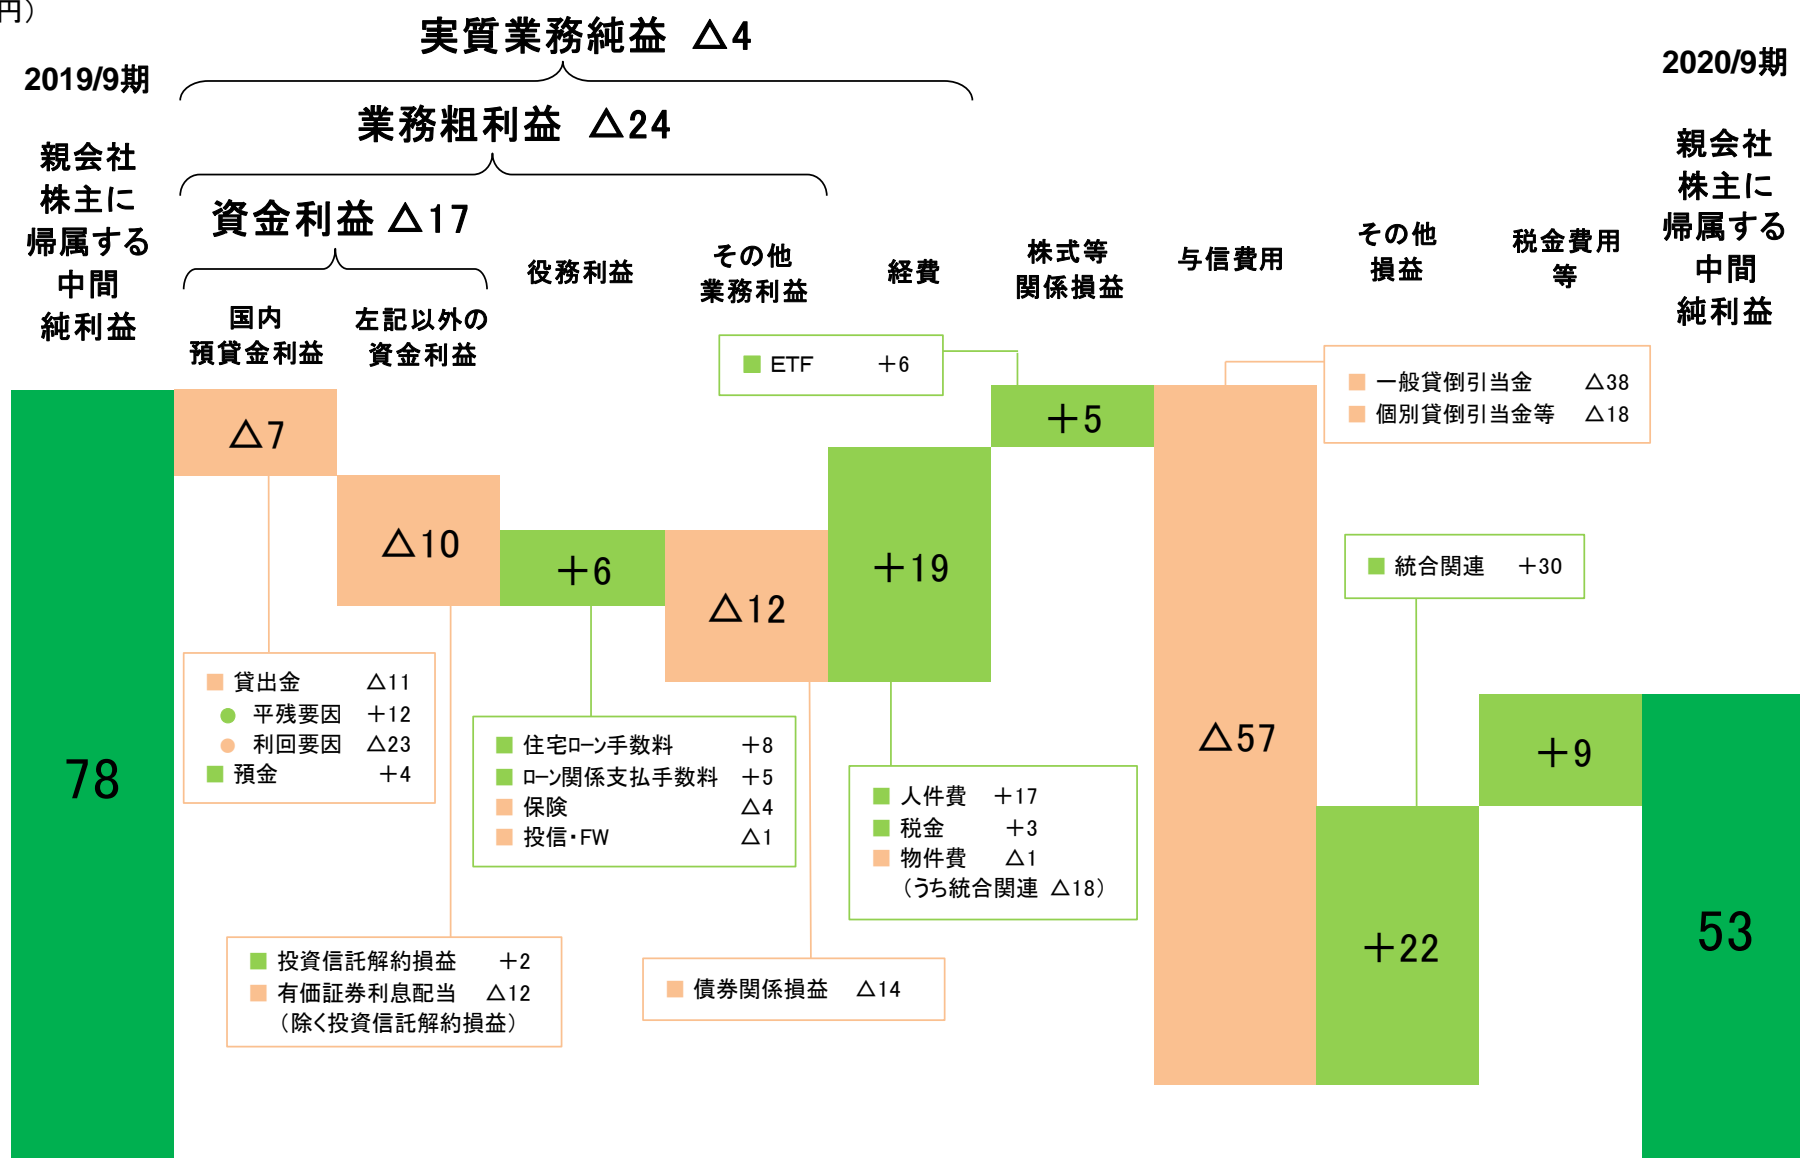 円）
実質業務純益 △4
2019/9期
2020/9期
業務粗利益 △24
親会社
株主に
帰属する
中間
純利益
親会社
株主に
帰属する
中間
純利益
資金利益 △17
国内
預貸金利益
左記以外の
資金利益
役務利益
その他
業務利益
経費
株式等
関係損益
与信費用
その他
損益
税金費用
等
■ ETF +6
■ 一般貸倒引当金 △38
■ 個別貸倒引当金等 △18
△7
△10
+6
△12
+19
+5
△57
+22
+9
78
53
■ 統合関連 +30
■ 貸出金 △11
● 平残要因 +12
● 利回要因 △23
■ 預金 +4
■ 住宅ローン手数料 +8
■ ローン関係支払手数料 +5
■ 保険 △4
■ 投信・FW △1
■ 人件費 +17
■ 税金 +3
■ 物件費 △1
（うち統合関連 △18）
■ 投資信託解約損益 +2
■ 有価証券利息配当 △12
（除く投資信託解約損益）
■ 債券関係損益 △14